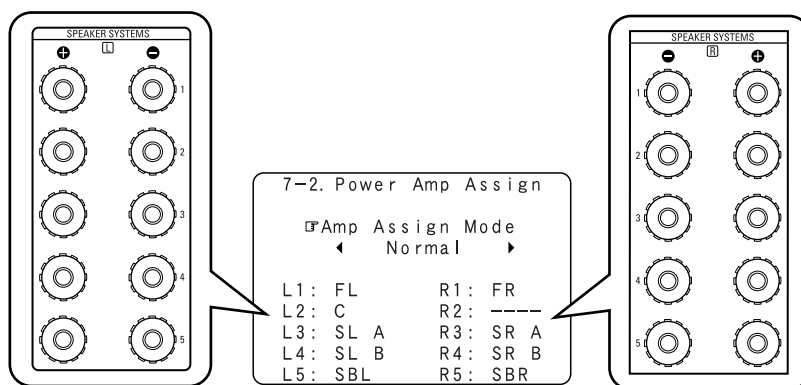 SPEAKER SYSTEMS
+ L −
1
2
3
4
5
7-2. Power Amp Assign
☞Amp Assign Mode
◀ Normal ▶
L1: FL R1: FR
L2: C R2: ----
L3: SL A R3: SR A
L4: SL B R4: SR B
L5: SBL R5: SBR
SPEAKER SYSTEMS
− R +
1
2
3
4
5